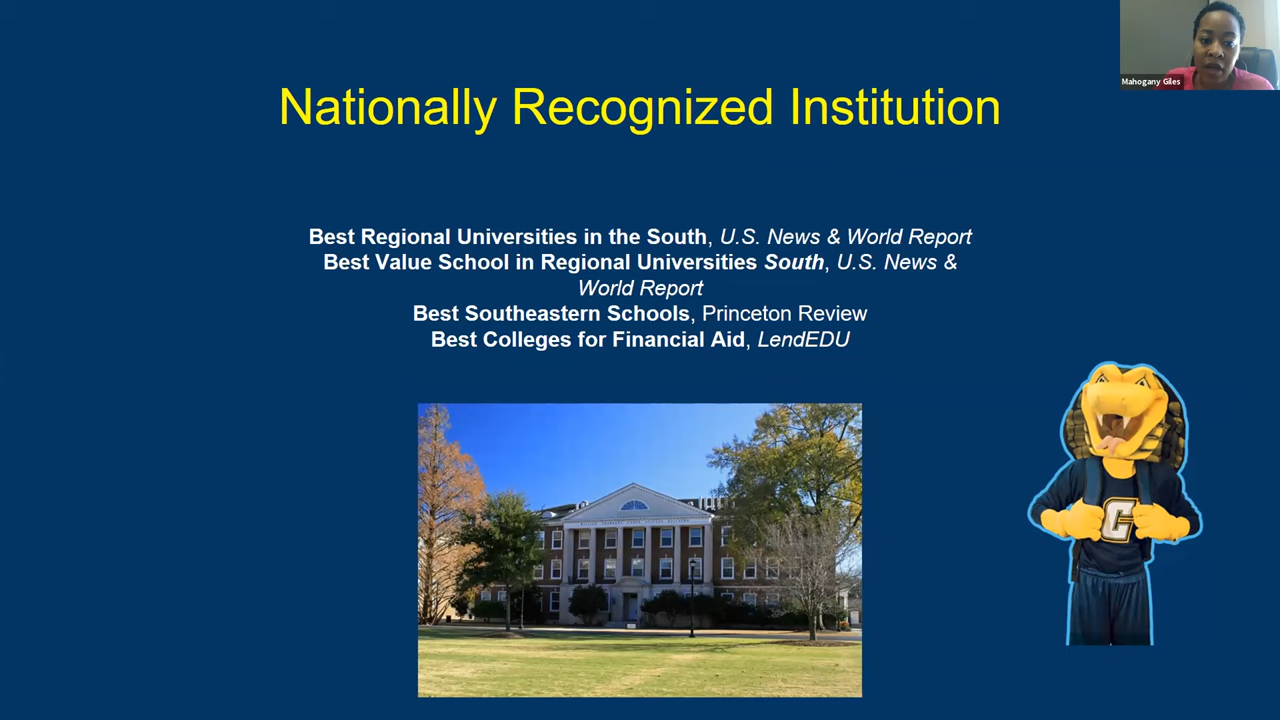 Mahogany Giles
Nationally Recognized Institution
Best Regional Universities in the South, U.S. News & World Report
Best Value School in Regional Universities South, U.S. News &
World Report
Best Southeastern Schools, Princeton Review
Best Colleges for Financial Aid, LendEDU
C